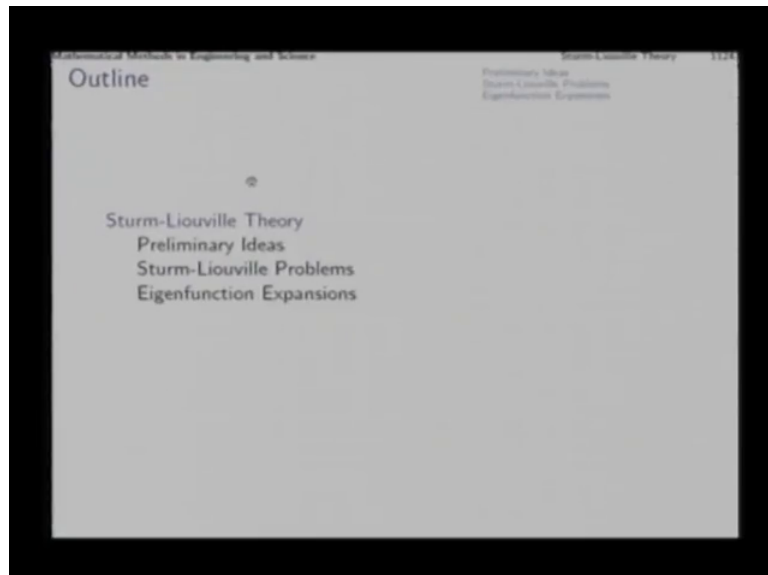 Mathematical Methods in Engineering and Science Sturm-Liouville Theory 1124,
Outline
Preliminary Ideas
Sturm-Liouville Problems
Eigenfunction Expansions
Sturm-Liouville Theory
Preliminary Ideas
Sturm-Liouville Problems
Eigenfunction Expansions